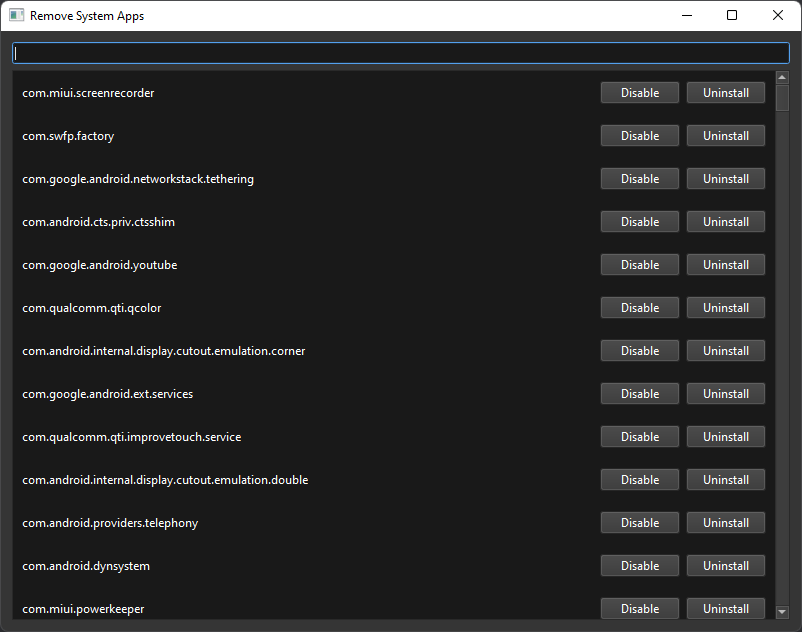 Remove System Apps
com.miui.screenrecorder Disable Uninstall
com.swfp.factory Disable Uninstall
com.google.android.networkstack.tethering Disable Uninstall
com.android.cts.priv.ctsshim Disable Uninstall
com.google.android.youtube Disable Uninstall
com.qualcomm.qti.qcolor Disable Uninstall
com.android.internal.display.cutout.emulation.corner Disable Uninstall
com.google.android.ext.services Disable Uninstall
com.qualcomm.qti.improvetouch.service Disable Uninstall
com.android.internal.display.cutout.emulation.double Disable Uninstall
com.android.providers.telephony Disable Uninstall
com.android.dynsystem Disable Uninstall
com.miui.powerkeeper Disable Uninstall